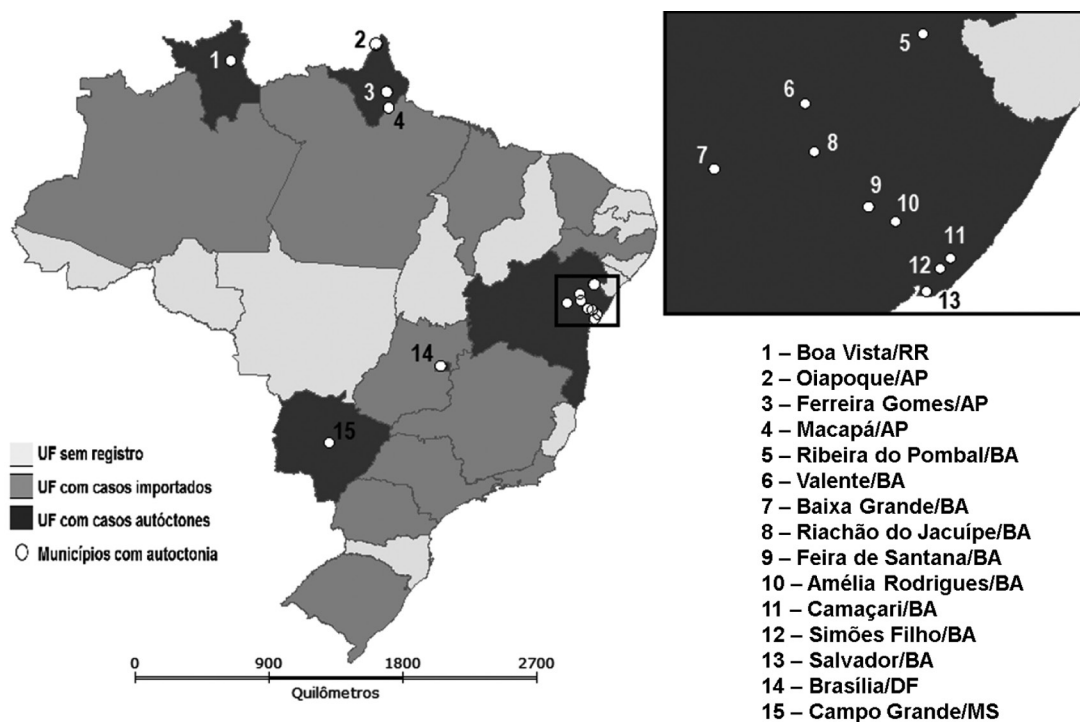 1
2
3
4
14
15
5
6
7
8
9
10
11
12
13
UF sem registro
UF com casos importados
UF com casos autóctones
Municípios com autoctonia
0 900 1800 2700
Quilômetros
1 – Boa Vista/RR
2 – Oiapoque/AP
3 – Ferreira Gomes/AP
4 – Macapá/AP
5 – Ribeira do Pombal/BA
6 – Valente/BA
7 – Baixa Grande/BA
8 – Riachão do Jacuípe/BA
9 – Feira de Santana/BA
10 – Amélia Rodrigues/BA
11 – Camaçari/BA
12 – Simões Filho/BA
13 – Salvador/BA
14 – Brasília/DF
15 – Campo Grande/MS